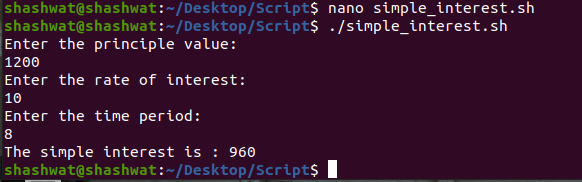 shashwat@shashwat:~/Desktop/Script$ nano simple_interest.sh
shashwat@shashwat:~/Desktop/Script$ ./simple_interest.sh
Enter the principle value:
1200
Enter the rate of interest:
10
Enter the time period:
8
The simple interest is : 960
shashwat@shashwat:~/Desktop/Script$